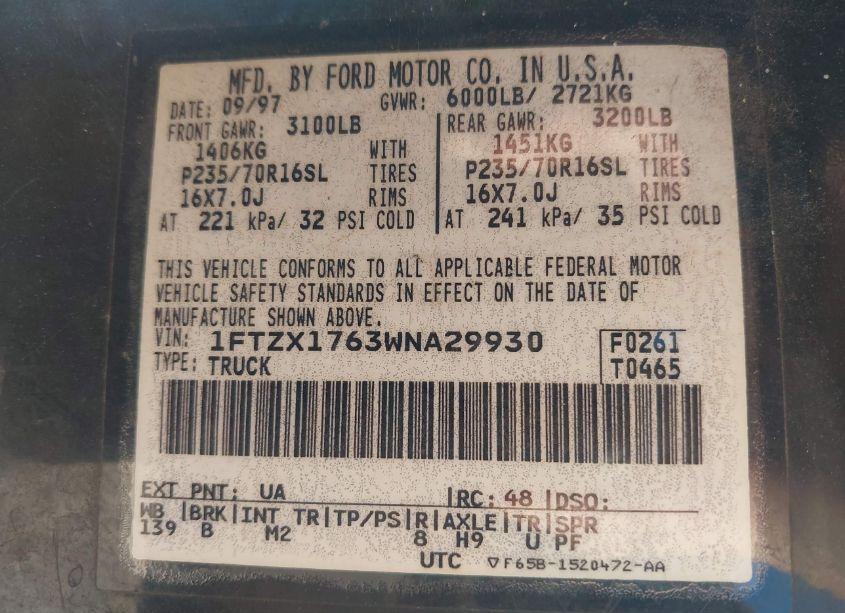 MFD. BY FORD MOTOR CO. IN U.S.A.
DATE: 09/97 GVWR: 6000LB/ 2721KG
FRONT GAWR: 3100LB REAR GAWR: 3200LB
1406KG WITH 1451KG WITH
P235/70R16SL TIRES P235/70R16SL TIRES
16X7.0J RIMS 16X7.0J RIMS
AT 221 kPa/ 32 PSI COLD AT 241 kPa/ 35 PSI COLD
THIS VEHICLE CONFORMS TO ALL APPLICABLE FEDERAL MOTOR
VEHICLE SAFETY STANDARDS IN EFFECT ON THE DATE OF
MANUFACTURE SHOWN ABOVE.
VIN: 1FTZX1763WNA29930 F0261
TYPE: TRUCK T0465
EXT PNT: UA RC: 48 DSO:
WB BRK INT TR TP/PS R AXLE TR SPR
139 B M2 8 H9 U PF
UTC ▽F65B-1520472-AA